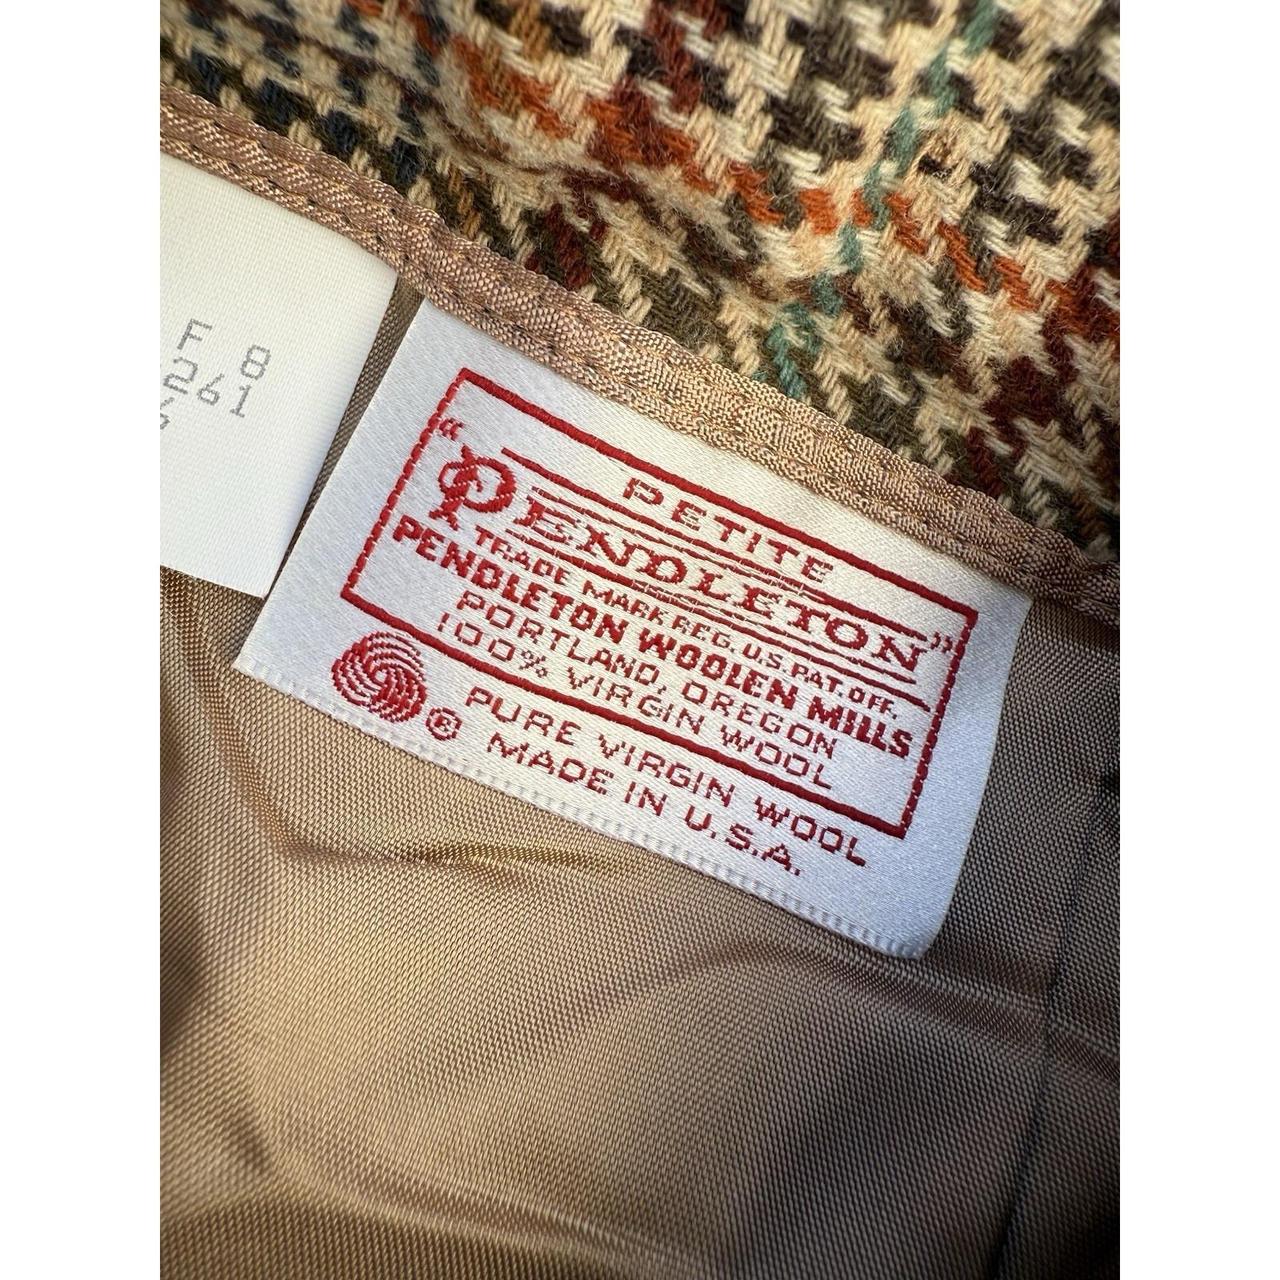 F 8
261
PETITE
"PENDLETON"
TRADE MARK REG. U.S. PAT. OFF.
PENDLETON WOOLEN MILLS
PORTLAND, OREGON
100% VIRGIN WOOL
® PURE VIRGIN WOOL
MADE IN U.S.A.